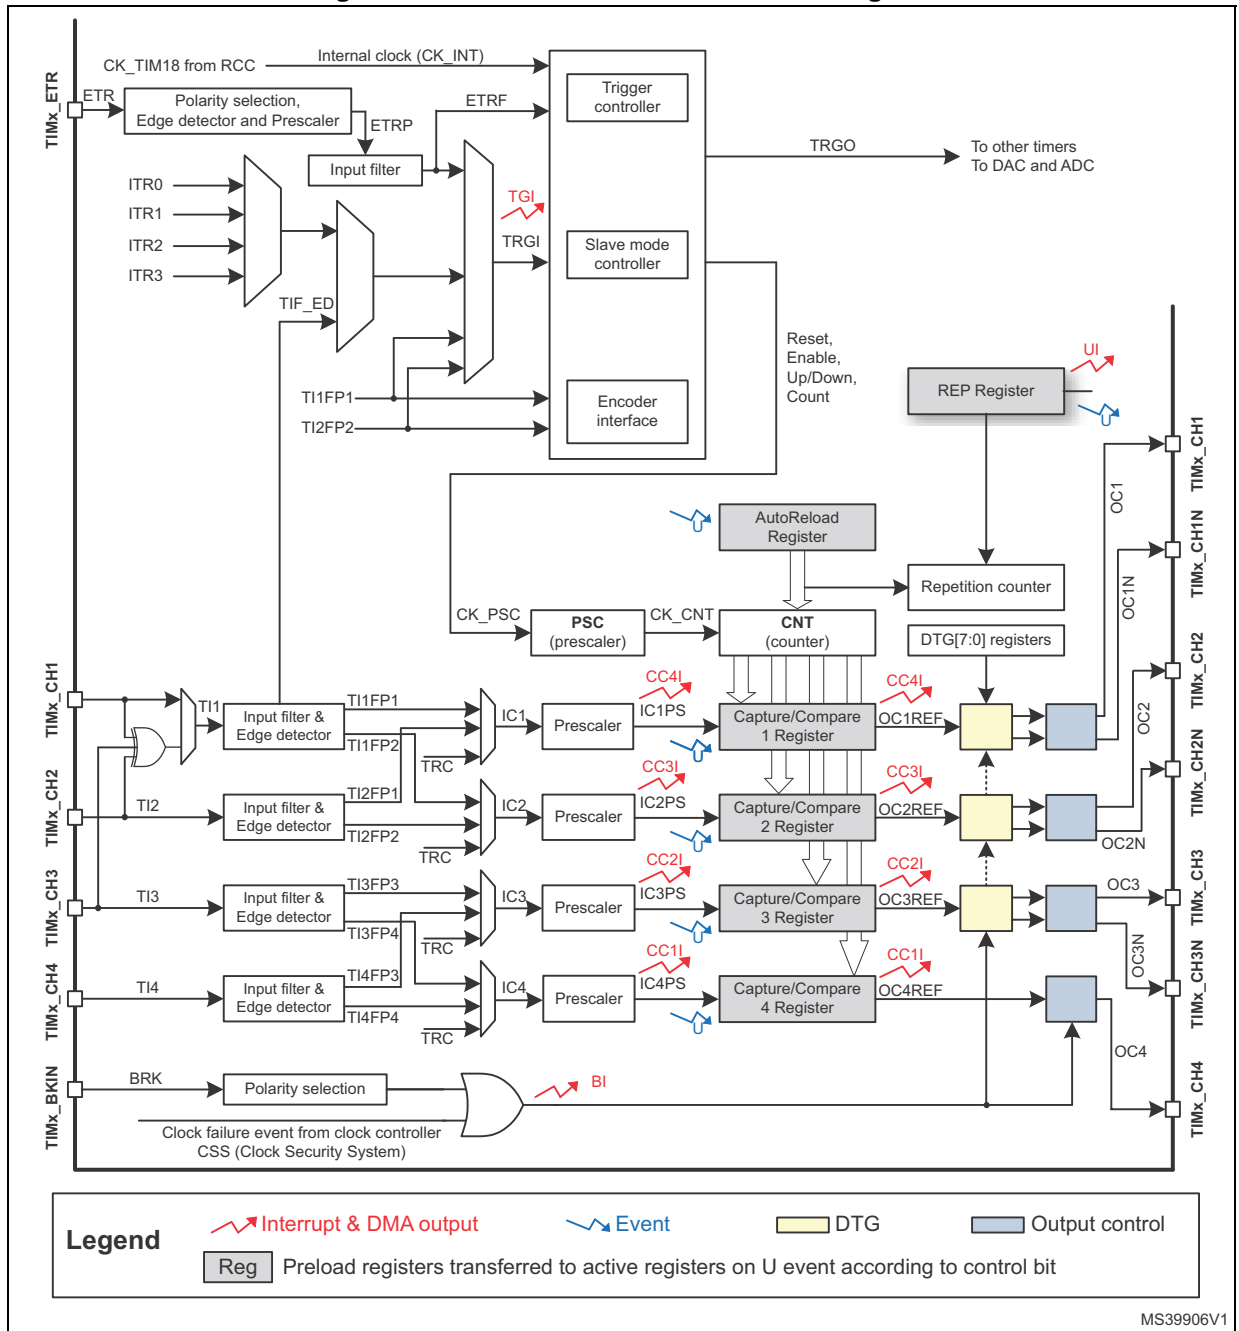 Internal clock (CK_INT)
CK_TIM18 from RCC
TIMx_ETR
ETR
Polarity selection,
Edge detector and Prescaler
ETRP
ETRF
Input filter
Trigger
controller
TRGO
To other timers
To DAC and ADC
ITR0
ITR1
ITR2
ITR3
TGI
TRGI
Slave mode
controller
TIF_ED
Reset,
Enable,
Up/Down,
Count
TI1FP1
TI2FP2
Encoder
interface
REP Register
UI
U
U
AutoReload
Register
Repetition counter
CK_PSC
PSC
(prescaler)
CK_CNT
CNT
(counter)
DTG[7:0] registers
OC1
TIMx_CH1
OC1N
TIMx_CH1N
TIMx_CH1
TI1
Input filter &
Edge detector
TI1FP1
TI1FP2
TRC
IC1
Prescaler
CC4I
IC1PS
U
Capture/Compare
1 Register
CC4I
OC1REF
OC2
TIMx_CH2
TIMx_CH2
TI2
Input filter &
Edge detector
TI2FP1
TI2FP2
TRC
IC2
Prescaler
CC3I
IC2PS
U
Capture/Compare
2 Register
CC3I
OC2REF
OC2N
TIMx_CH2N
TIMx_CH3
TI3
Input filter &
Edge detector
TI3FP3
TI3FP4
TRC
IC3
Prescaler
CC2I
IC3PS
U
Capture/Compare
3 Register
CC2I
OC3REF
OC3
TIMx_CH3
OC3N
TIMx_CH3N
TIMx_CH4
TI4
Input filter &
Edge detector
TI4FP3
TI4FP4
TRC
IC4
Prescaler
CC1I
IC4PS
U
Capture/Compare
4 Register
CC1I
OC4REF
OC4
TIMx_CH4
TIMx_BKIN
BRK
Polarity selection
BI
Clock failure event from clock controller
CSS (Clock Security System)
Legend
Interrupt & DMA output
Event
DTG
Output control
Reg
Preload registers transferred to active registers on U event according to control bit
MS39906V1